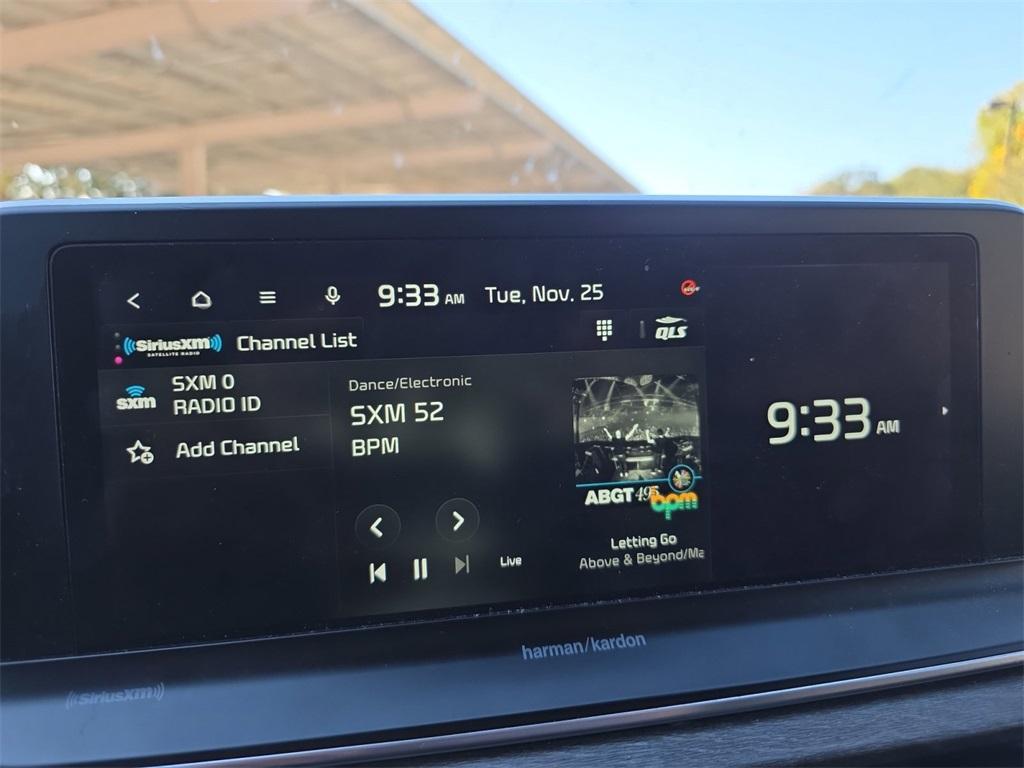 9:33 AM Tue, Nov. 25
SiriusXM Channel List
SATELLITE RADIO
QLS
sxm SXM 0
RADIO ID
Add Channel
Dance/Electronic
SXM 52
BPM
ABGT 495
bpm
Letting Go
Above & Beyond/Ma
Live
9:33 AM
harman/kardon
SiriusXM